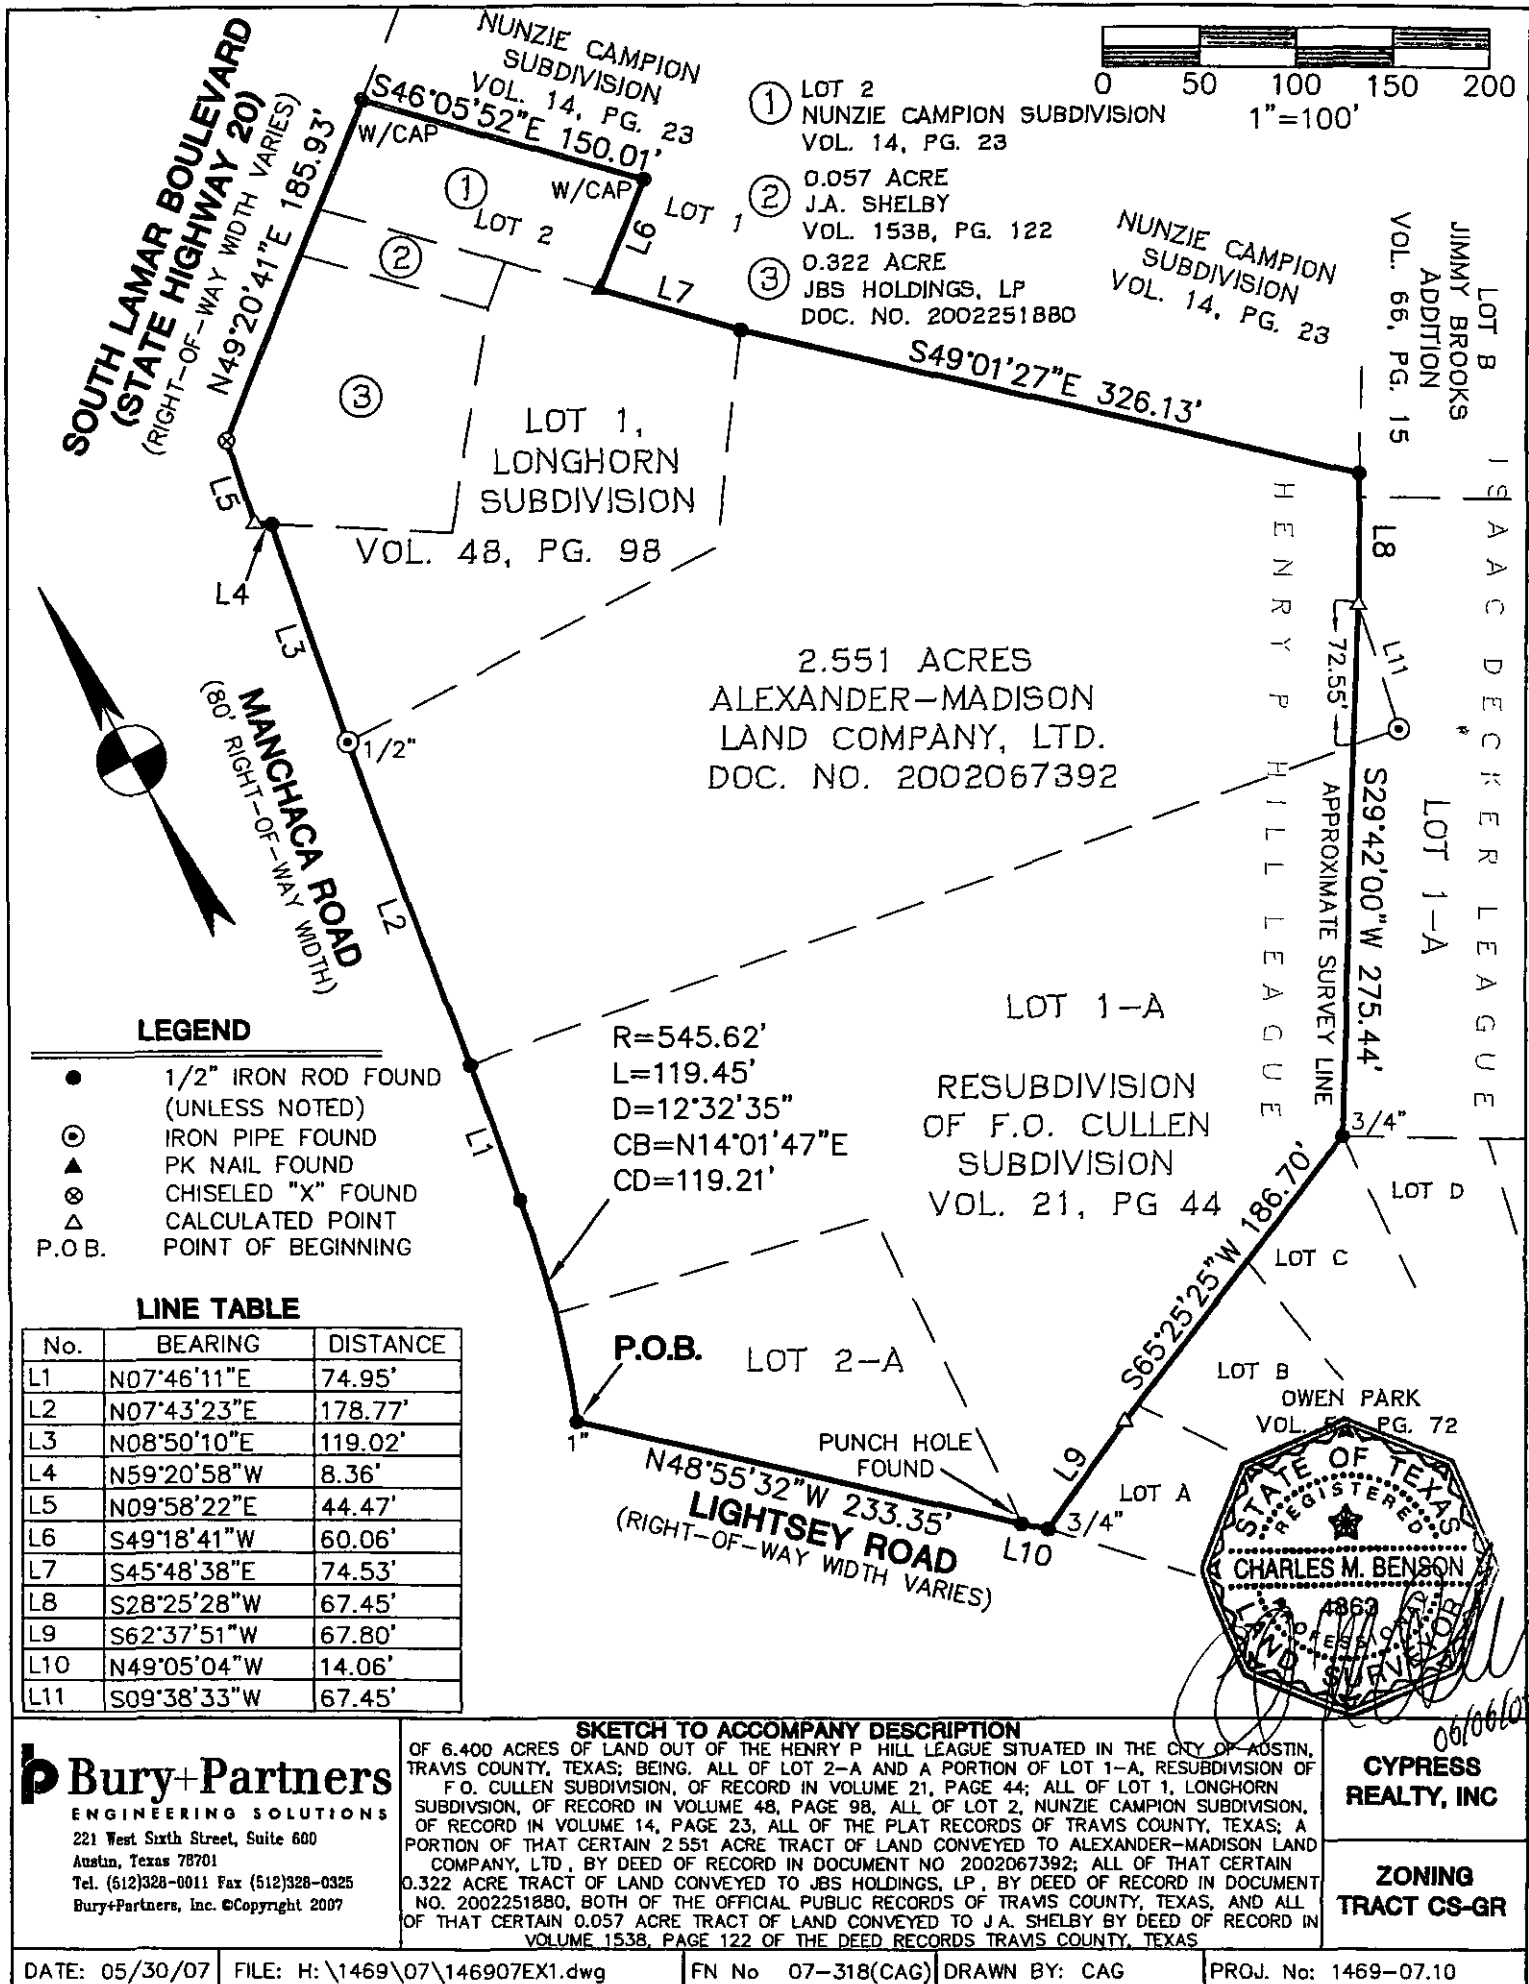 SOUTH LAMAR BOULEVARD
(STATE HIGHWAY 20)
(RIGHT-OF-WAY WIDTH VARIES)
N49°20'41"E 185.93'
NUNZIE CAMPION
SUBDIVISION
VOL. 14, PG. 23
S46°05'52"E 150.01'
W/CAP
W/CAP
1
LOT 2
LOT 1
L6
L7
2
3
1 LOT 2
NUNZIE CAMPION SUBDIVISION
VOL. 14, PG. 23
2 0.057 ACRE
J.A. SHELBY
VOL. 1538, PG. 122
3 0.322 ACRE
JBS HOLDINGS, LP
DOC. NO. 2002251880
0 50 100 150 200
1"=100'
NUNZIE CAMPION
SUBDIVISION
VOL. 14, PG. 23
LOT B
JIMMY BROOKS
ADDITION
VOL. 66, PG. 15
S49°01'27"E 326.13'
LOT 1,
LONGHORN
SUBDIVISION
VOL. 48, PG. 98
L5
L4
L3
1/2"
MANCHACA ROAD
(80' RIGHT-OF-WAY WIDTH)
L2
L1
2.551 ACRES
ALEXANDER-MADISON
LAND COMPANY, LTD.
DOC. NO. 2002067392
HENRY P HILL LEAGUE
ISAAC DECKER LEAGUE
L8
L11
72.55'
S29°42'00"W 275.44'
APPROXIMATE SURVEY LINE
LOT 1-A
LOT 1-A
RESUBDIVISION
OF F.O. CULLEN
SUBDIVISION
VOL. 21, PG 44
R=545.62'
L=119.45'
D=12°32'35"
CB=N14°01'47"E
CD=119.21'
3/4"
LOT D
LOT C
S65°25'25"W 186.70'
LOT B
OWEN PARK
VOL. PG. 72
LOT A
L9
P.O.B.
LOT 2-A
1"
PUNCH HOLE
FOUND
N48°55'32"W 233.35'
LIGHTSEY ROAD
(RIGHT-OF-WAY WIDTH VARIES)
L10
3/4"
LEGEND
1/2" IRON ROD FOUND
(UNLESS NOTED)
IRON PIPE FOUND
PK NAIL FOUND
CHISELED "X" FOUND
CALCULATED POINT
P.O B. POINT OF BEGINNING
LINE TABLE
No. BEARING DISTANCE
L1 N07°46'11"E 74.95'
L2 N07°43'23"E 178.77'
L3 N08°50'10"E 119.02'
L4 N59°20'58"W 8.36'
L5 N09°58'22"E 44.47'
L6 S49°18'41"W 60.06'
L7 S45°48'38"E 74.53'
L8 S28°25'28"W 67.45'
L9 S62°37'51"W 67.80'
L10 N49°05'04"W 14.06'
L11 S09°38'33"W 67.45'
STATE OF TEXAS
REGISTERED
CHARLES M. BENSON
4863
LAND SURVEYOR
Bury+Partners
ENGINEERING SOLUTIONS
221 West Sixth Street, Suite 600
Austin, Texas 78701
Tel. (512)328-0011 Fax (512)328-0325
Bury+Partners, Inc. ©Copyright 2007
SKETCH TO ACCOMPANY DESCRIPTION
OF 6.400 ACRES OF LAND OUT OF THE HENRY P HILL LEAGUE SITUATED IN THE CITY OF AUSTIN,
TRAVIS COUNTY, TEXAS; BEING, ALL OF LOT 2-A AND A PORTION OF LOT 1-A, RESUBDIVISION OF
F O. CULLEN SUBDIVISION, OF RECORD IN VOLUME 21, PAGE 44; ALL OF LOT 1, LONGHORN
SUBDIVSION, OF RECORD IN VOLUME 48, PAGE 98, ALL OF LOT 2, NUNZIE CAMPION SUBDIVISION,
OF RECORD IN VOLUME 14, PAGE 23, ALL OF THE PLAT RECORDS OF TRAVIS COUNTY, TEXAS; A
PORTION OF THAT CERTAIN 2 551 ACRE TRACT OF LAND CONVEYED TO ALEXANDER-MADISON LAND
COMPANY, LTD , BY DEED OF RECORD IN DOCUMENT NO 2002067392; ALL OF THAT CERTAIN
0.322 ACRE TRACT OF LAND CONVEYED TO JBS HOLDINGS, LP , BY DEED OF RECORD IN DOCUMENT
NO. 2002251880, BOTH OF THE OFFICIAL PUBLIC RECORDS OF TRAVIS COUNTY, TEXAS, AND ALL
OF THAT CERTAIN 0.057 ACRE TRACT OF LAND CONVEYED TO J A. SHELBY BY DEED OF RECORD IN
VOLUME 1538, PAGE 122 OF THE DEED RECORDS TRAVIS COUNTY, TEXAS
CYPRESS
REALTY, INC
ZONING
TRACT CS-GR
DATE: 05/30/07 FILE: H:\1469\07\146907EX1.dwg FN No 07-318(CAG) DRAWN BY: CAG PROJ. No: 1469-07.10